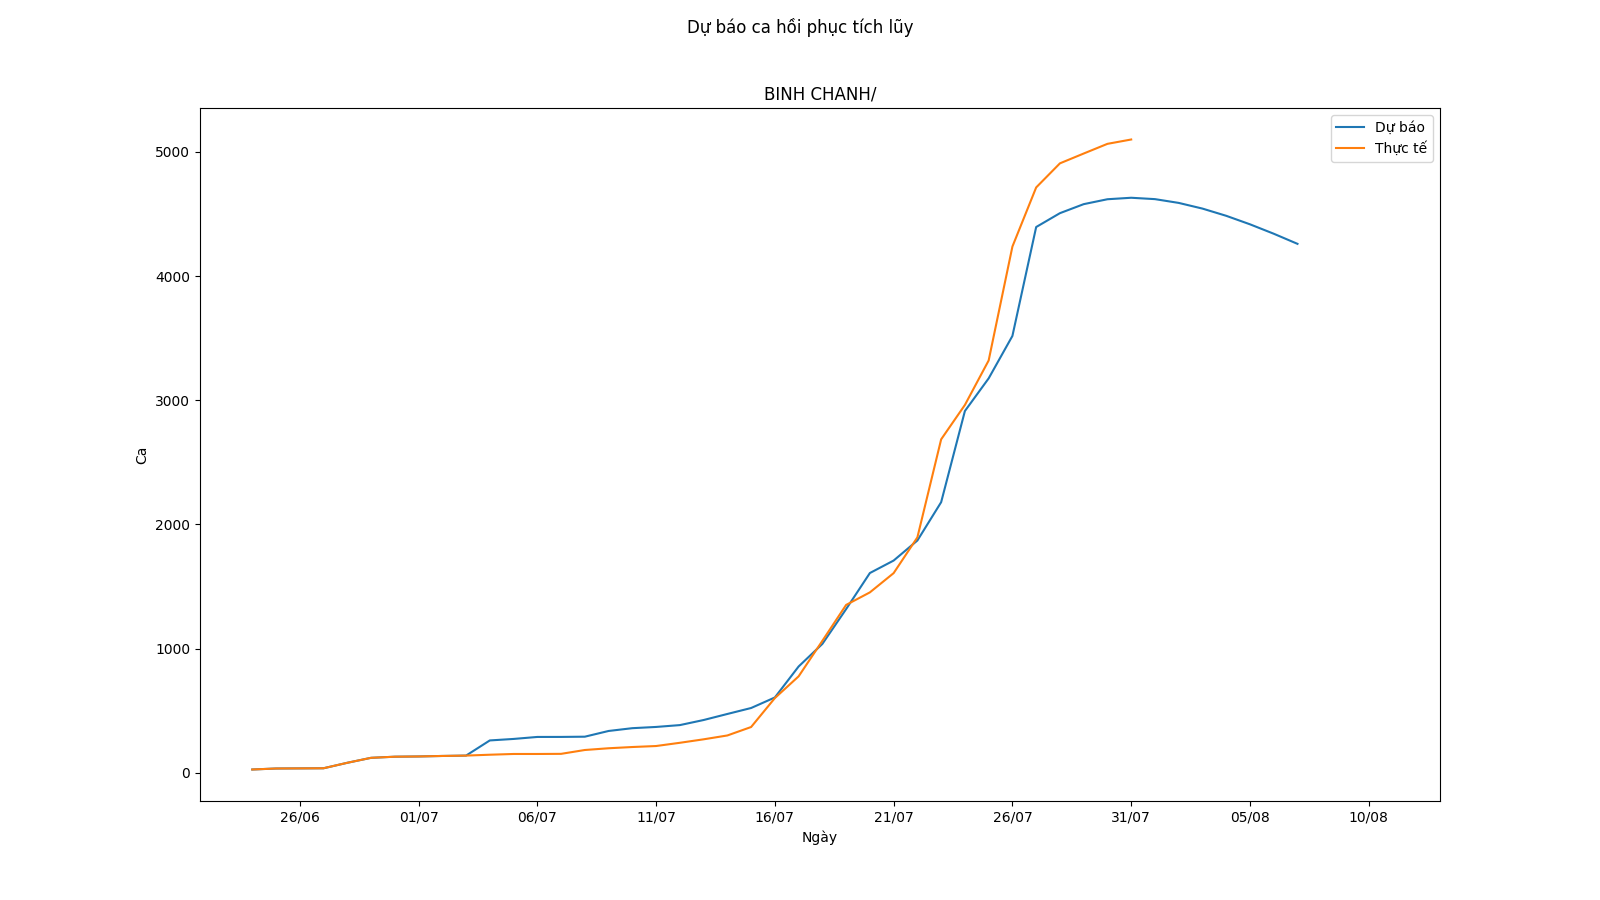 Dự báo ca hồi phục tích lũy
BINH CHANH/
Dự báo
Thực tế
5000
4000
3000
2000
1000
0
Ca
26/06 01/07 06/07 11/07 16/07 21/07 26/07 31/07 05/08 10/08
Ngày